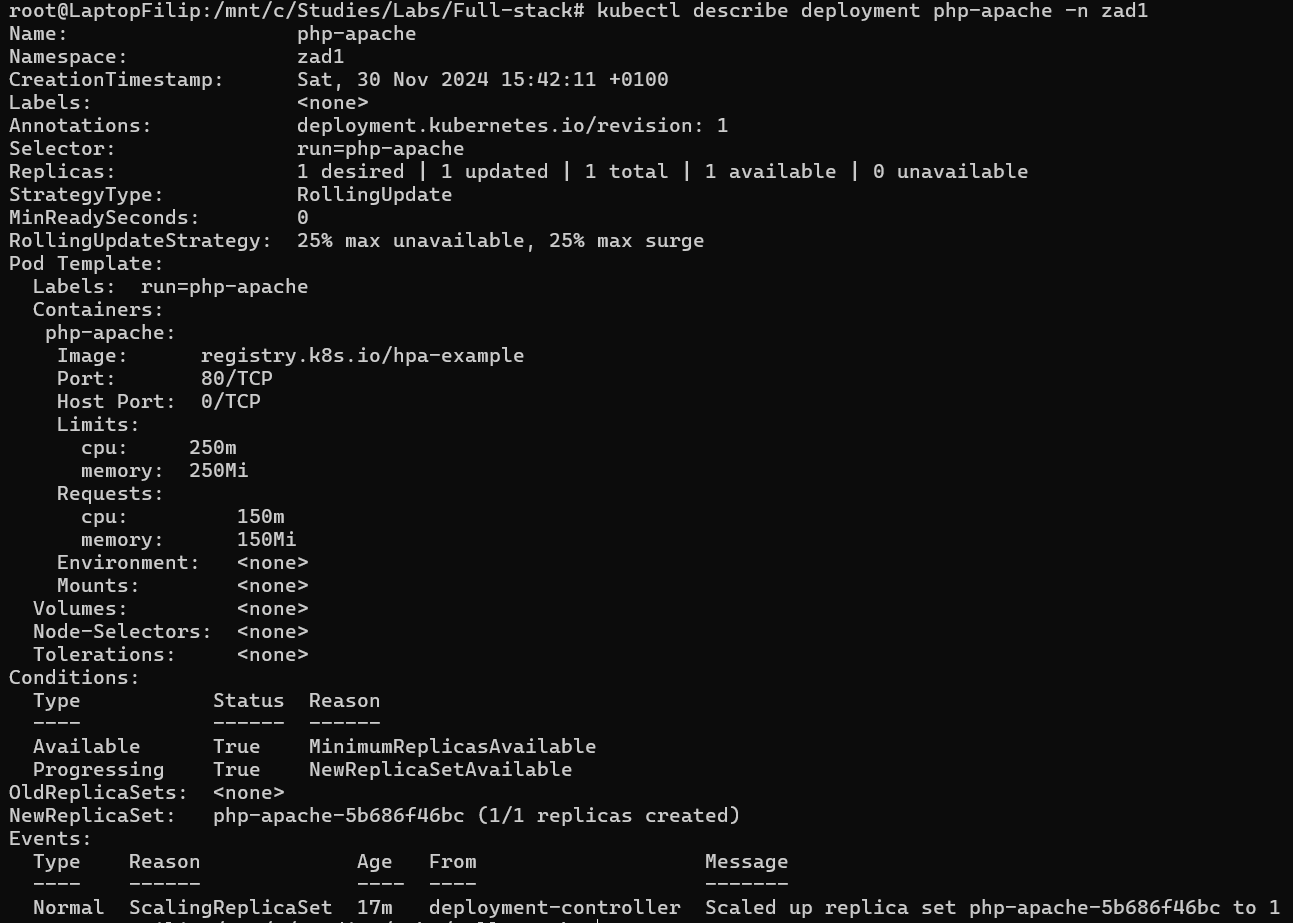 root@LaptopFilip:/mnt/c/Studies/Labs/Full-stack# kubectl describe deployment php-apache -n zad1
Name:                   php-apache
Namespace:              zad1
CreationTimestamp:      Sat, 30 Nov 2024 15:42:11 +0100
Labels:                 <none>
Annotations:            deployment.kubernetes.io/revision: 1
Selector:               run=php-apache
Replicas:               1 desired | 1 updated | 1 total | 1 available | 0 unavailable
StrategyType:           RollingUpdate
MinReadySeconds:        0
RollingUpdateStrategy:  25% max unavailable, 25% max surge
Pod Template:
  Labels:  run=php-apache
  Containers:
   php-apache:
    Image:      registry.k8s.io/hpa-example
    Port:       80/TCP
    Host Port:  0/TCP
    Limits:
      cpu:     250m
      memory:  250Mi
    Requests:
      cpu:         150m
      memory:      150Mi
    Environment:   <none>
    Mounts:        <none>
  Volumes:         <none>
  Node-Selectors:  <none>
  Tolerations:     <none>
Conditions:
  Type           Status  Reason
  ----           ------  ------
  Available      True    MinimumReplicasAvailable
  Progressing    True    NewReplicaSetAvailable
OldReplicaSets:  <none>
NewReplicaSet:   php-apache-5b686f46bc (1/1 replicas created)
Events:
  Type    Reason             Age   From                   Message
  ----    ------             ----  ----                   -------
  Normal  ScalingReplicaSet  17m   deployment-controller  Scaled up replica set php-apache-5b686f46bc to 1